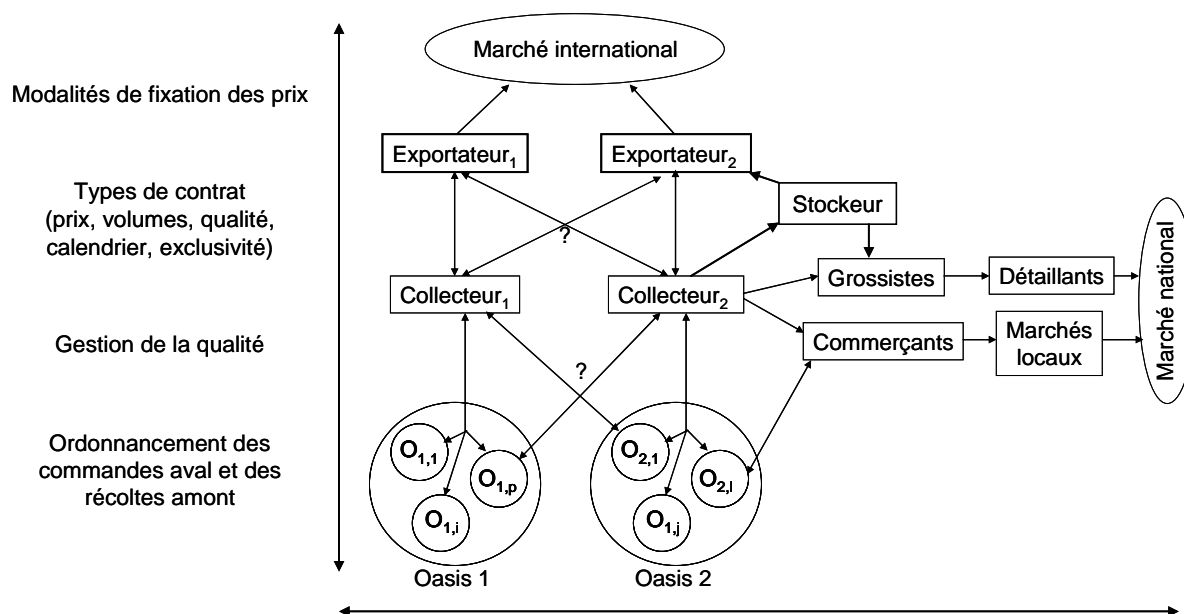 Marché international
Modalités de fixation des prix
Exportateur1
Exportateur2
Types de contrat
(prix, volumes, qualité,
calendrier, exclusivité)
Stockeur
?
Grossistes
Détaillants
Collecteur1
Collecteur2
Marché national
Gestion de la qualité
Commerçants
Marchés
locaux
?
Ordonnancement des
commandes aval et des
récoltes amont
O1,1
O1,p
O1,i
O2,1
O2,l
O1,j
Oasis 1
Oasis 2